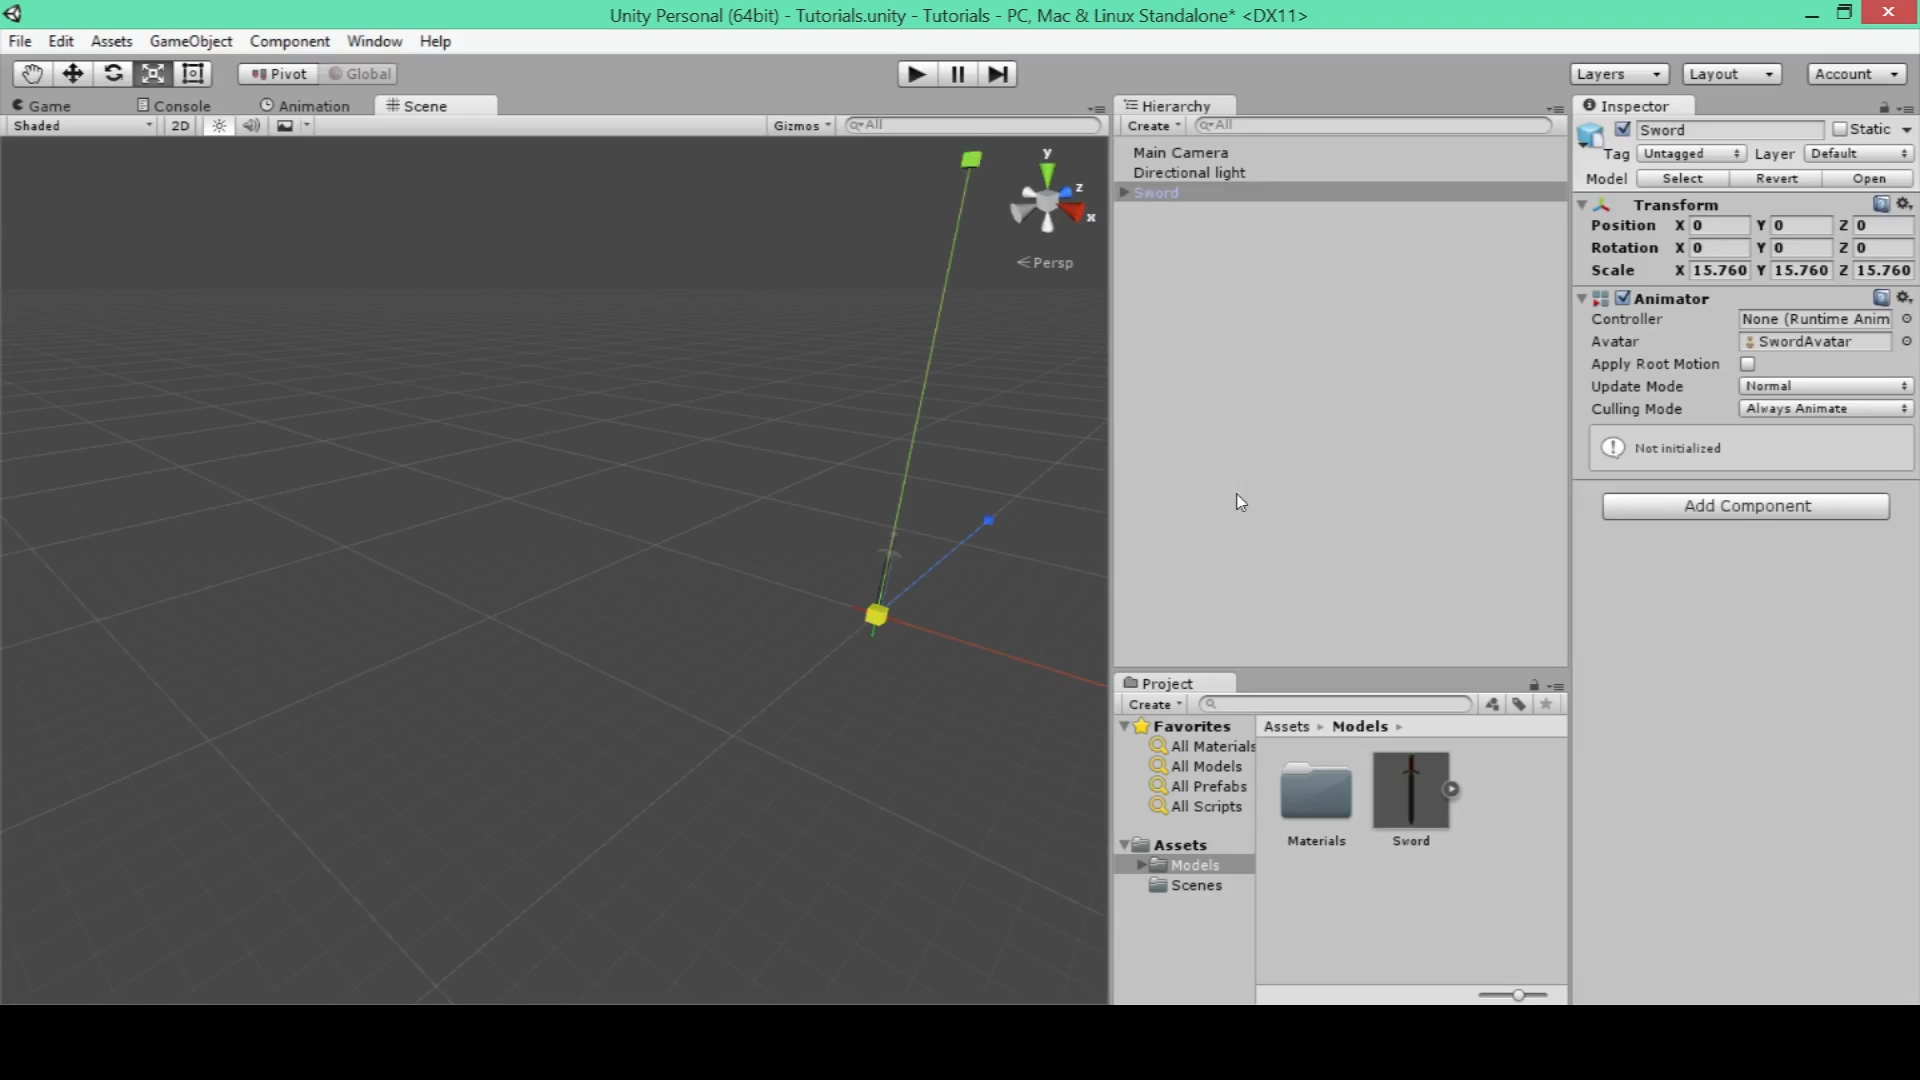 Unity Personal (64bit) - Tutorials.unity - Tutorials - PC, Mac & Linux Standalone* <DX11>
File Edit Assets GameObject Component Window Help
Pivot Global Layers Layout Account
Game Console Animation Scene
Shaded 2D Gizmos All
y
z
x
Persp
Hierarchy
Create All
Main Camera
Directional light
Sword
Project
Create
Favorites
All Materials
All Models
All Prefabs
All Scripts
Assets
Models
Scenes
Assets Models
Materials Sword
Inspector
Sword Static
Tag Untagged Layer Default
Model Select Revert Open
Transform
Position X 0 Y 0 Z 0
Rotation X 0 Y 0 Z 0
Scale X 15.760 Y 15.760 Z 15.760
Animator
Controller None (Runtime Anim
Avatar SwordAvatar
Apply Root Motion
Update Mode Normal
Culling Mode Always Animate
Not initialized
Add Component